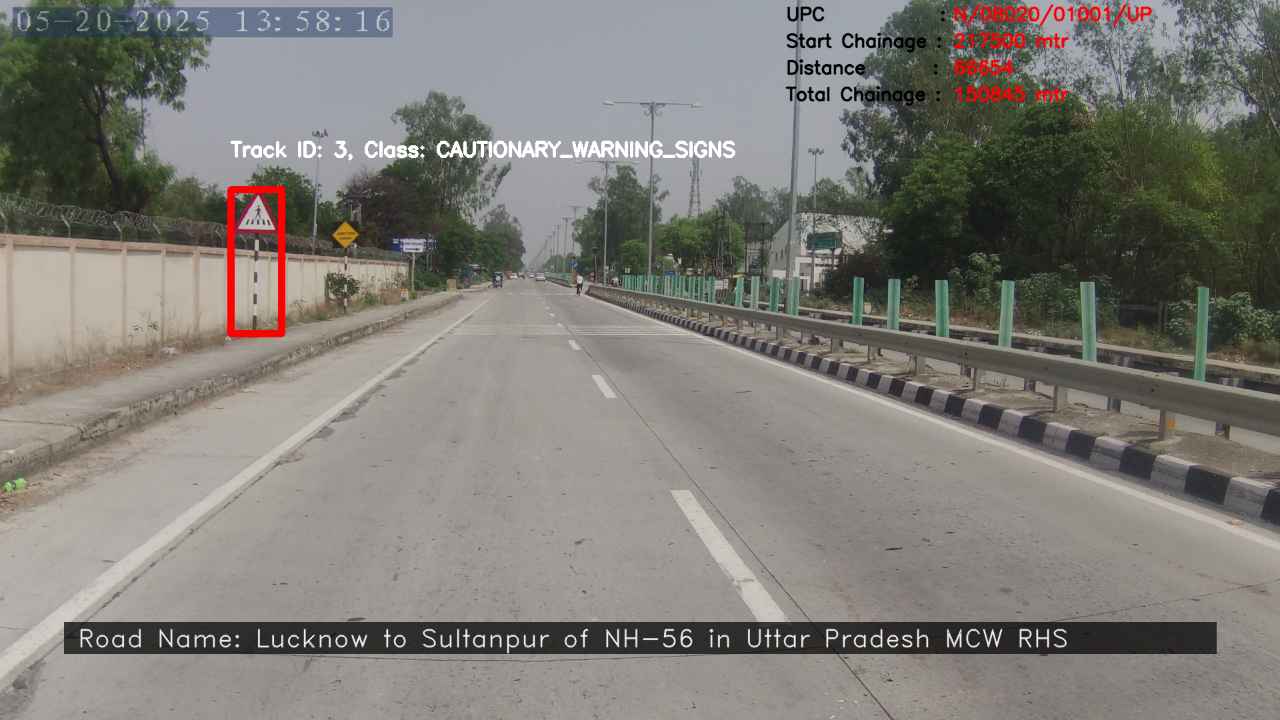 05-20-2025 13:58:16
UPC : N/08020/01001/UP
Start Chainage : 217500 mtr
Distance : 66654
Total Chainage : 150845 mtr
Track ID: 3, Class: CAUTIONARY_WARNING_SIGNS
Road Name: Lucknow to Sultanpur of NH-56 in Uttar Pradesh MCW RHS